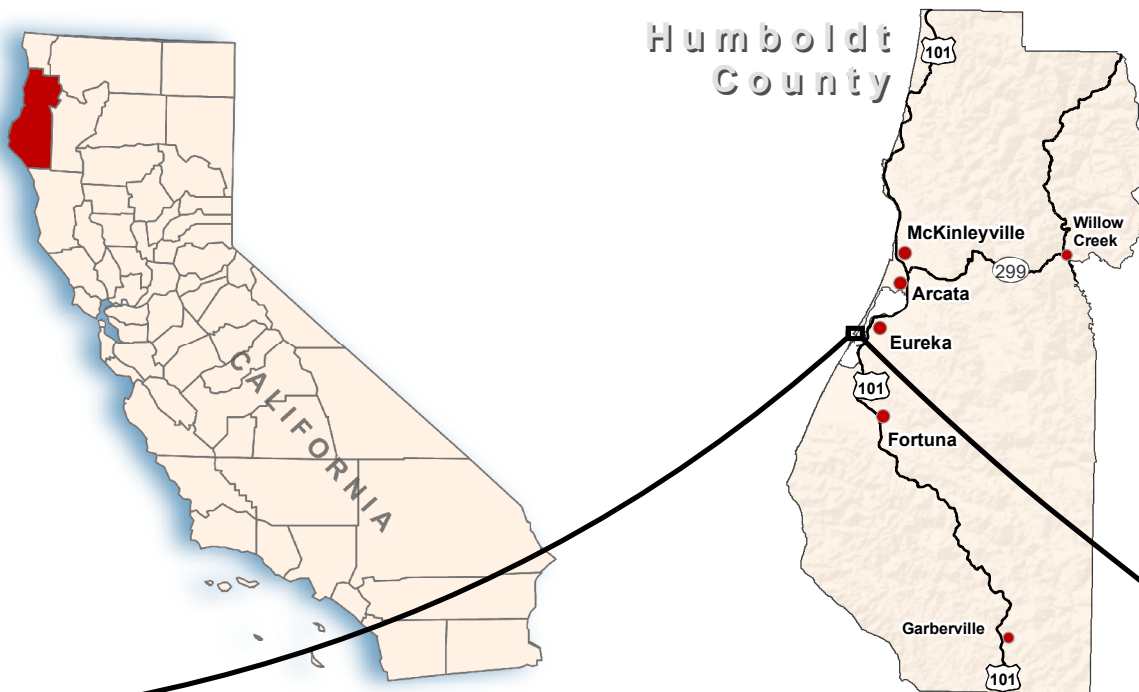 Humboldt
County
101
McKinleyville
Willow
Creek
299
Arcata
Eureka
101
Fortuna
CALIFORNIA
Garberville
101